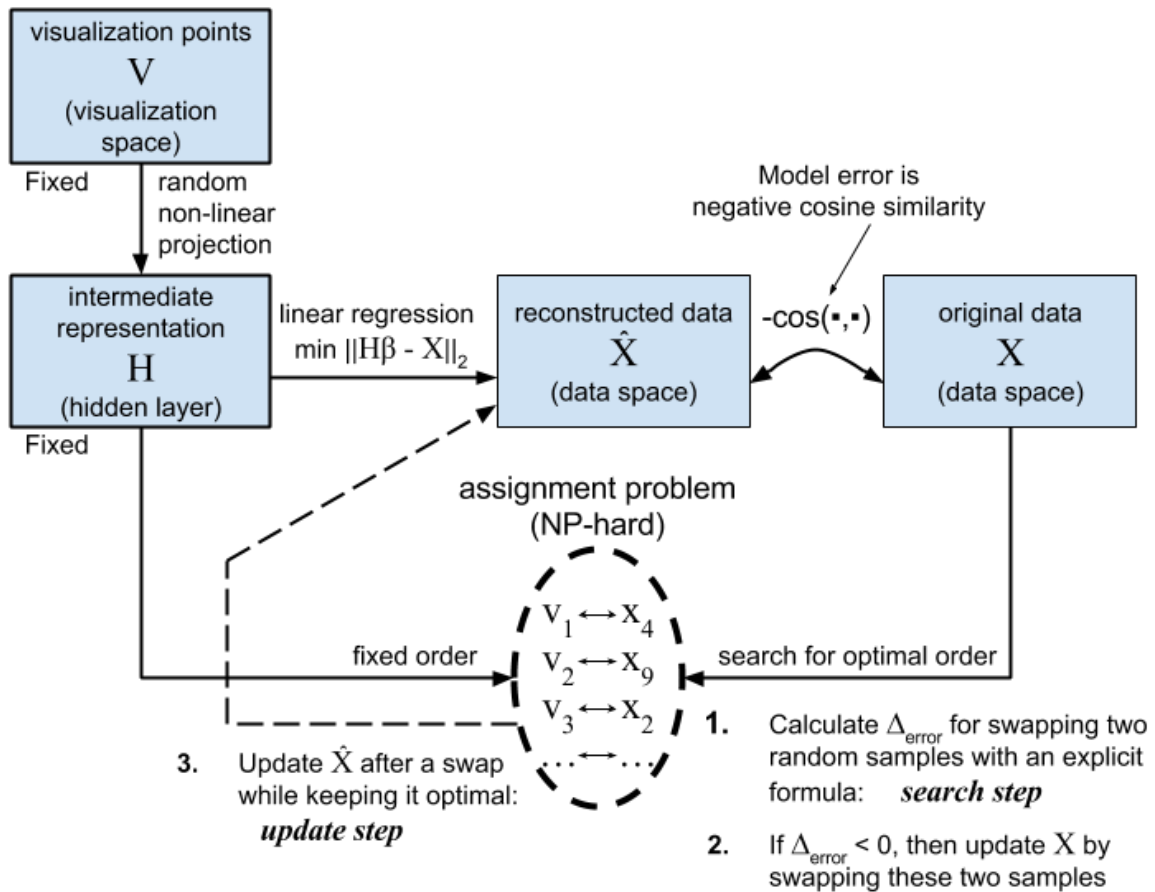 visualization points
V
(visualization
space)
Fixed
random
non-linear
projection
Model error is
negative cosine similarity
intermediate
representation
H
(hidden layer)
Fixed
linear regression
min ||Hβ - X||₂
reconstructed data
X̂
(data space)
-cos(▪,▪)
original data
X
(data space)
assignment problem
(NP-hard)
v₁ ↔ x₄
v₂ ↔ x₉
v₃ ↔ x₂
... ↔ ...
fixed order
search for optimal order
1. Calculate Δ_error for swapping two
random samples with an explicit
formula: search step
2. If Δ_error < 0, then update X by
swapping these two samples
3. Update X̂ after a swap
while keeping it optimal:
update step